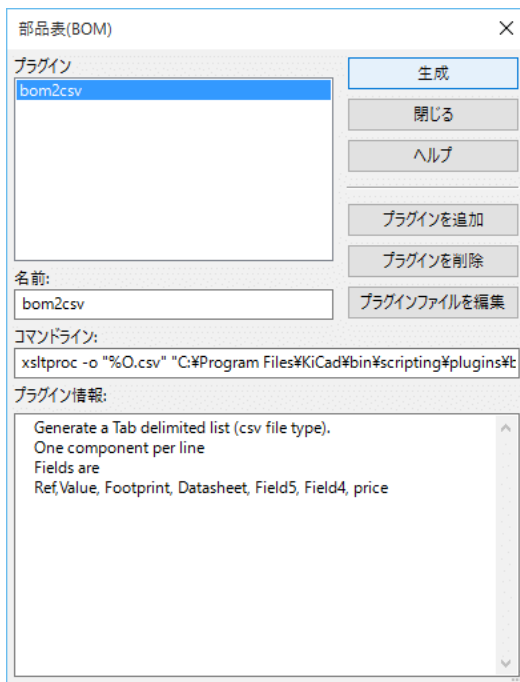 部品表(BOM)
プラグイン
bom2csv
生成
閉じる
ヘルプ
プラグインを追加
プラグインを削除
プラグインファイルを編集
名前:
bom2csv
コマンドライン:
xsltproc -o "%O.csv" "C:¥Program Files¥KiCad¥bin¥scripting¥plugins¥b
プラグイン情報:
Generate a Tab delimited list (csv file type).
One component per line
Fields are
Ref,Value, Footprint, Datasheet, Field5, Field4, price